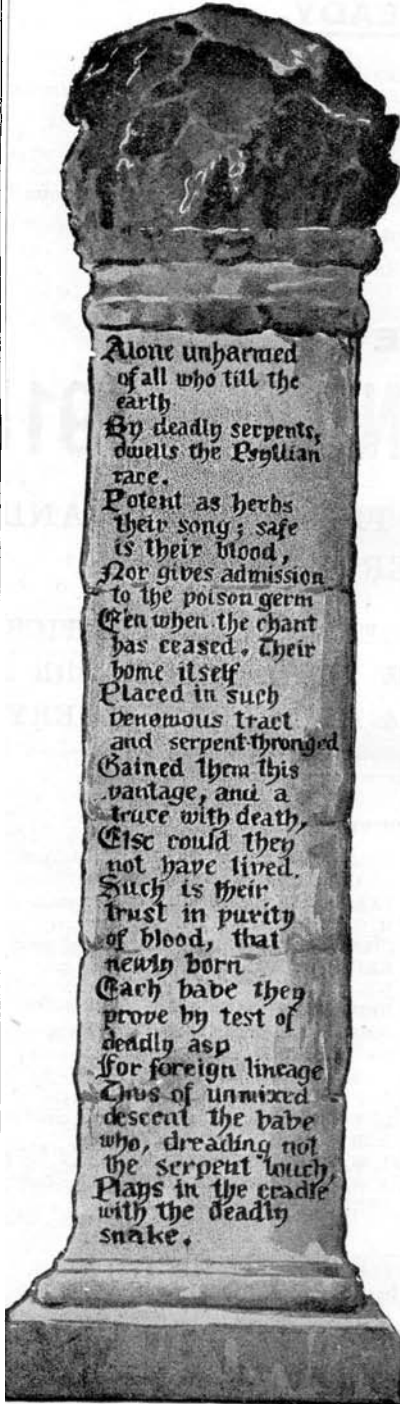 Alone unharmed
of all who till the
earth
By deadly serpents,
dwells the Psyllian
race.
Potent as herbs
their song; safe
is their blood,
Nor gives admission
to the poison germ
E'en when the chant
has ceased. Their
home itself
Placed in such
venomous tract
and serpent-thronged
Gained them this
vantage, and a
truce with death,
Else could they
not have lived.
Such is their
trust in purity
of blood, that
newly born
Each babe they
prove by test of
deadly asp
For foreign lineage
Thus of unmixed
descent the babe
who, dreading not
the serpent touch,
Plays in the cradle
with the deadly
snake.